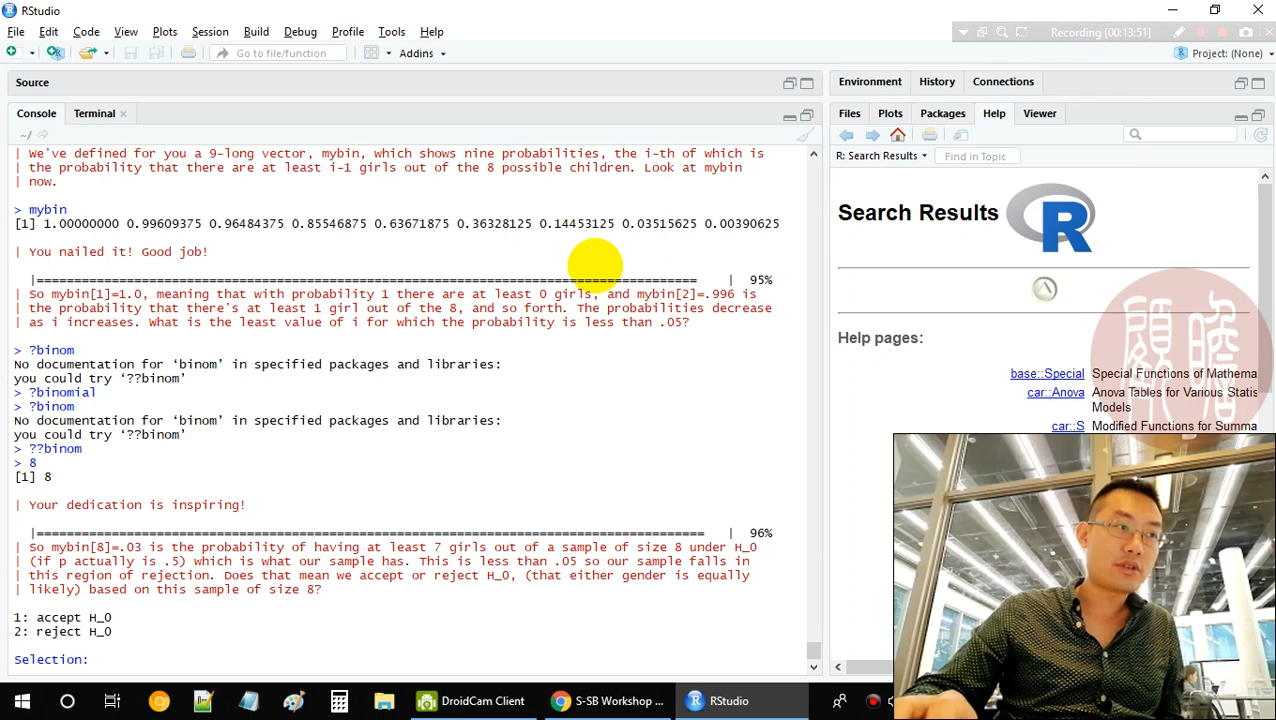 RStudio
File Edit Code View Plots Session Build Debug Profile Tools Help
Recording [00:13:51]
Go to file/function
Addins
Project: (None)
Source
Console Terminal
~/
| We've defined for you a 9-long vector, mybin, which shows nine probabilities, the i-th of which is
| the probability that there are at least i-1 girls out of the 8 possible children. Look at mybin
| now.
> mybin
[1] 1.00000000 0.99609375 0.96484375 0.85546875 0.63671875 0.36328125 0.14453125 0.03515625 0.00390625
| You nailed it! Good job!
|======================================================================================== | 95%
| So mybin[1]=1.0, meaning that with probability 1 there are at least 0 girls, and mybin[2]=.996 is
| the probability that there's at least 1 girl out of the 8, and so forth. The probabilities decrease
| as i increases. What is the least value of i for which the probability is less than .05?
> ?binom
No documentation for ‘binom’ in specified packages and libraries:
you could try ‘??binom’
> ?binomial
> ?binom
No documentation for ‘binom’ in specified packages and libraries:
you could try ‘??binom’
> ??binom
> 8
[1] 8
| Your dedication is inspiring!
|========================================================================================= | 96%
| So mybin[8]=.03 is the probability of having at least 7 girls out of a sample of size 8 under H_0
| (if p actually is .5) which is what our sample has. This is less than .05 so our sample falls in
| this region of rejection. Does that mean we accept or reject H_0, (that either gender is equally
| likely) based on this sample of size 8?
1: accept H_0
2: reject H_0
Selection:
Environment History Connections
Files Plots Packages Help Viewer
R: Search Results
Find in Topic
Search Results
R
Help pages:
base::Special Special Functions of Mathema
car::Anova Anova Tables for Various Statis
Models
car::S Modified Functions for Summa
DroidCam Client
S-SB Workshop ...
RStudio